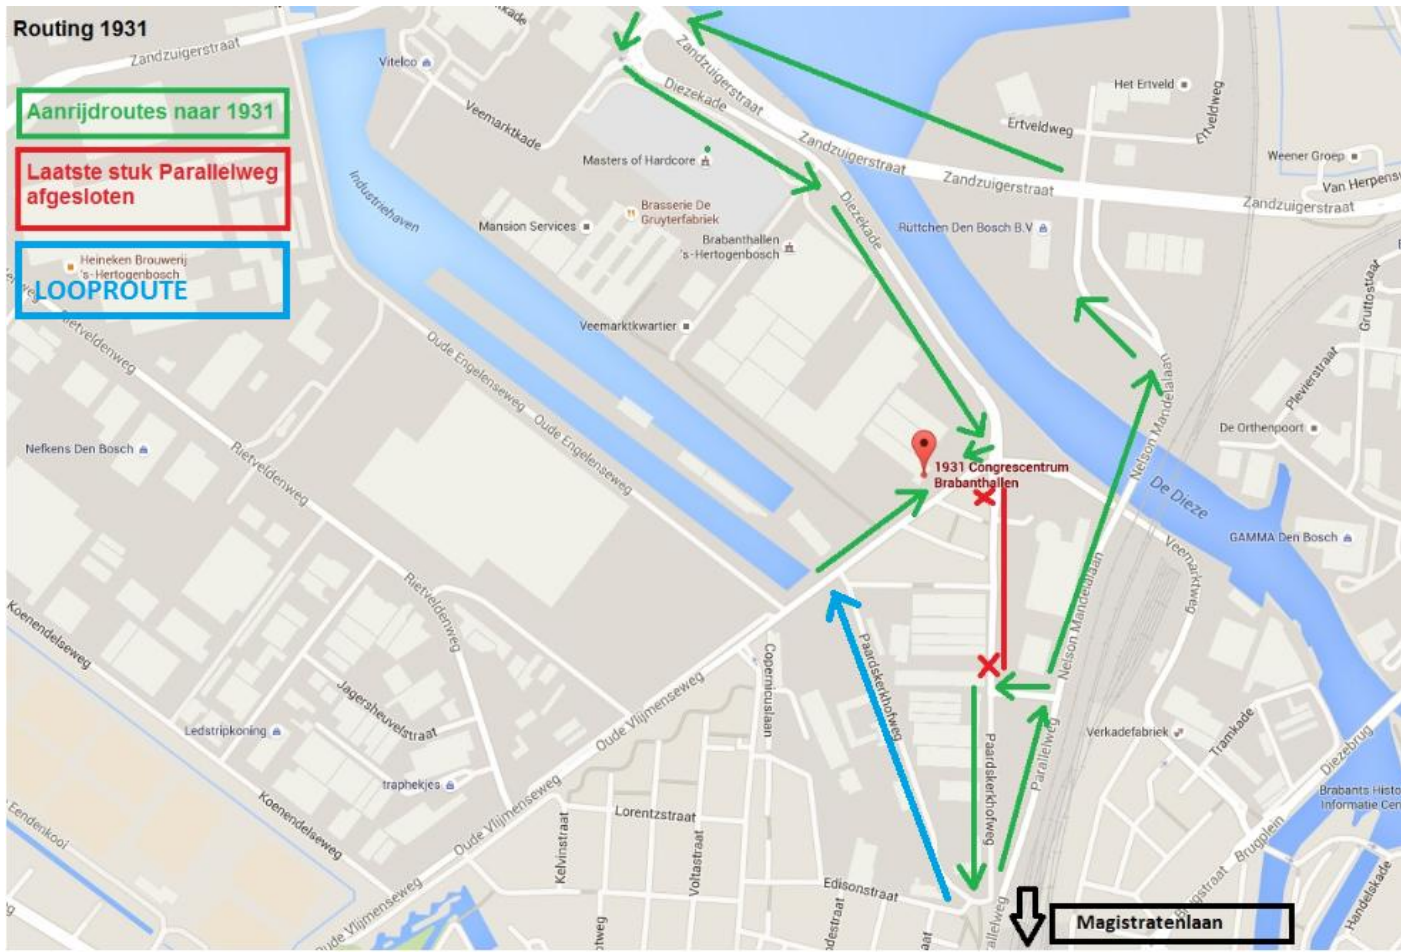 Routing 1931
Zandzuigerstraat
Vitelco
Zandzuigerstraat
Diezekade
Aanrijdroutes naar 1931
Veemarktkade
Het Ertveld
Ertveldweg
Ertveldweg
Zandzuigerstraat
Masters of Hardcore
Weener Groep
Laatste stuk Parallelweg
afgesloten
Industriehaven
Zandzuigerstraat
Van Herpensw
Zandzuigerstraat
Brasserie De
Gruyterfabriek
Diezekade
Mansion Services
Rüttchen Den Bosch B.V
Brabanthallen
's-Hertogenbosch
Heineken Brouwerij
's-Hertogenbosch
LOOPROUTE
Gruttostraat
Rietveldenweg
Veemarktkwartier
Oude Engelenseweg
Oude Engelenseweg
Plevierstraat
Nelson Mandelalaan
De Orthenpoort
Nefkens Den Bosch
Rietveldenweg
1931 Congrescentrum
Brabanthallen
De Dieze
GAMMA Den Bosch
Veemarktweg
Rietveldenweg
Koenendelseweg
Nelson Mandelalaan
Paardskerkhofweg
Copernicuslaan
Jagersheuvelstraat
Oude Vlijmenseweg
Ledstripkoning
Verkadefabriek
Tramkade
Diezebrug
Parallelweg
Paardskerkhofweg
traphekjes
Koenendelseweg
Brabants Histo
Informatie Cen
Eendenkooi
Oude Vlijmenseweg
Lorentzstraat
Kelvinstraat
Voltastraat
Edisonstraat
Brugplein
Brugstraat
Handelskade
Oude Vlijmenseweg
Parallelweg
Magistratenlaan